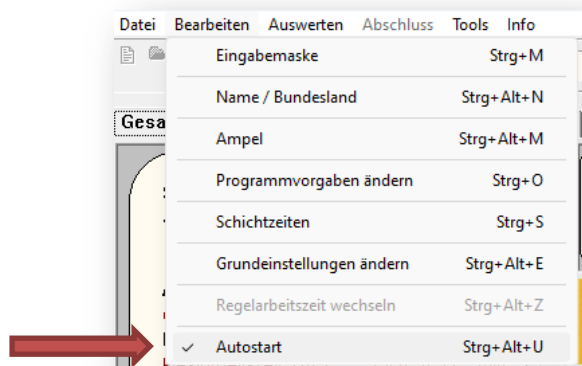 Datei Bearbeiten Auswerten Abschluss Tools Info
Eingabemaske Strg+M
Name / Bundesland Strg+Alt+N
Gesa
Ampel Strg+Alt+M
Programmvorgaben ändern Strg+O
Schichtzeiten Strg+S
Grundeinstellungen ändern Strg+Alt+E
Regelarbeitszeit wechseln Strg+Alt+Z
Autostart Strg+Alt+U